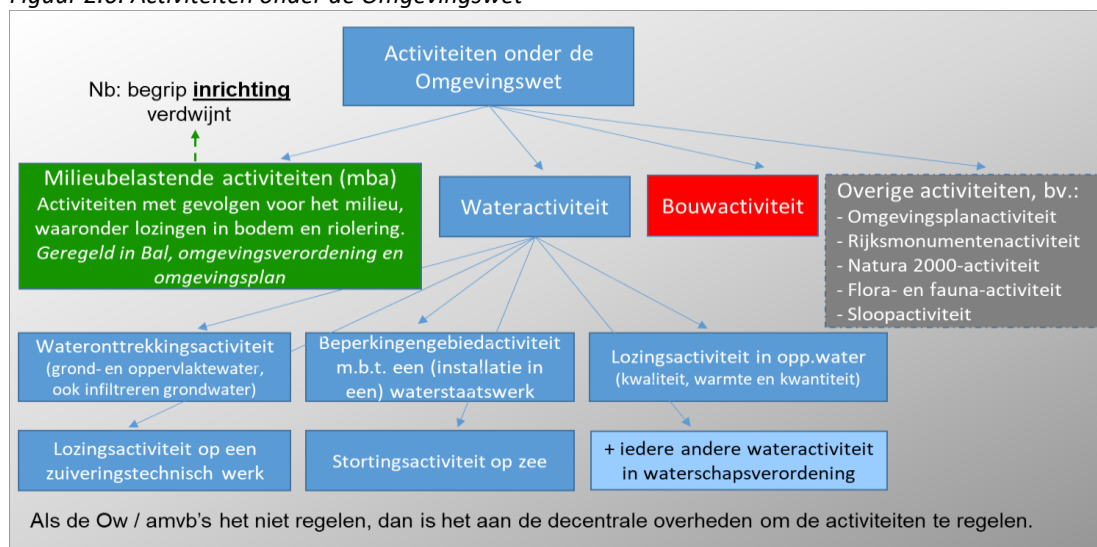 Figuur 2.6: Activiteiten onder de Omgevingswet
Activiteiten onder de
Omgevingswet
Nb: begrip inrichting
verdwijnt
Milieubelastende activiteiten (mba)
Activiteiten met gevolgen voor het milieu,
waaronder lozingen in bodem en riolering.
Geregeld in Bal, omgevingsverordening en
omgevingsplan
Wateractiviteit
Bouwactiviteit
Overige activiteiten, bv.:
- Omgevingsplanactiviteit
- Rijksmonumentenactiviteit
- Natura 2000-activiteit
- Flora- en fauna-activiteit
- Sloopactiviteit
Wateronttrekkingsactiviteit
(grond- en oppervlaktewater,
ook infiltreren grondwater)
Beperkingengebiedactiviteit
m.b.t. een (installatie in
een) waterstaatswerk
Lozingsactiviteit in opp.water
(kwaliteit, warmte en kwantiteit)
Lozingsactiviteit op een
zuiveringstechnisch werk
Stortingsactiviteit op zee
+ iedere andere wateractiviteit
in waterschapsverordening
Als de Ow / amvb's het niet regelen, dan is het aan de decentrale overheden om de activiteiten te regelen.